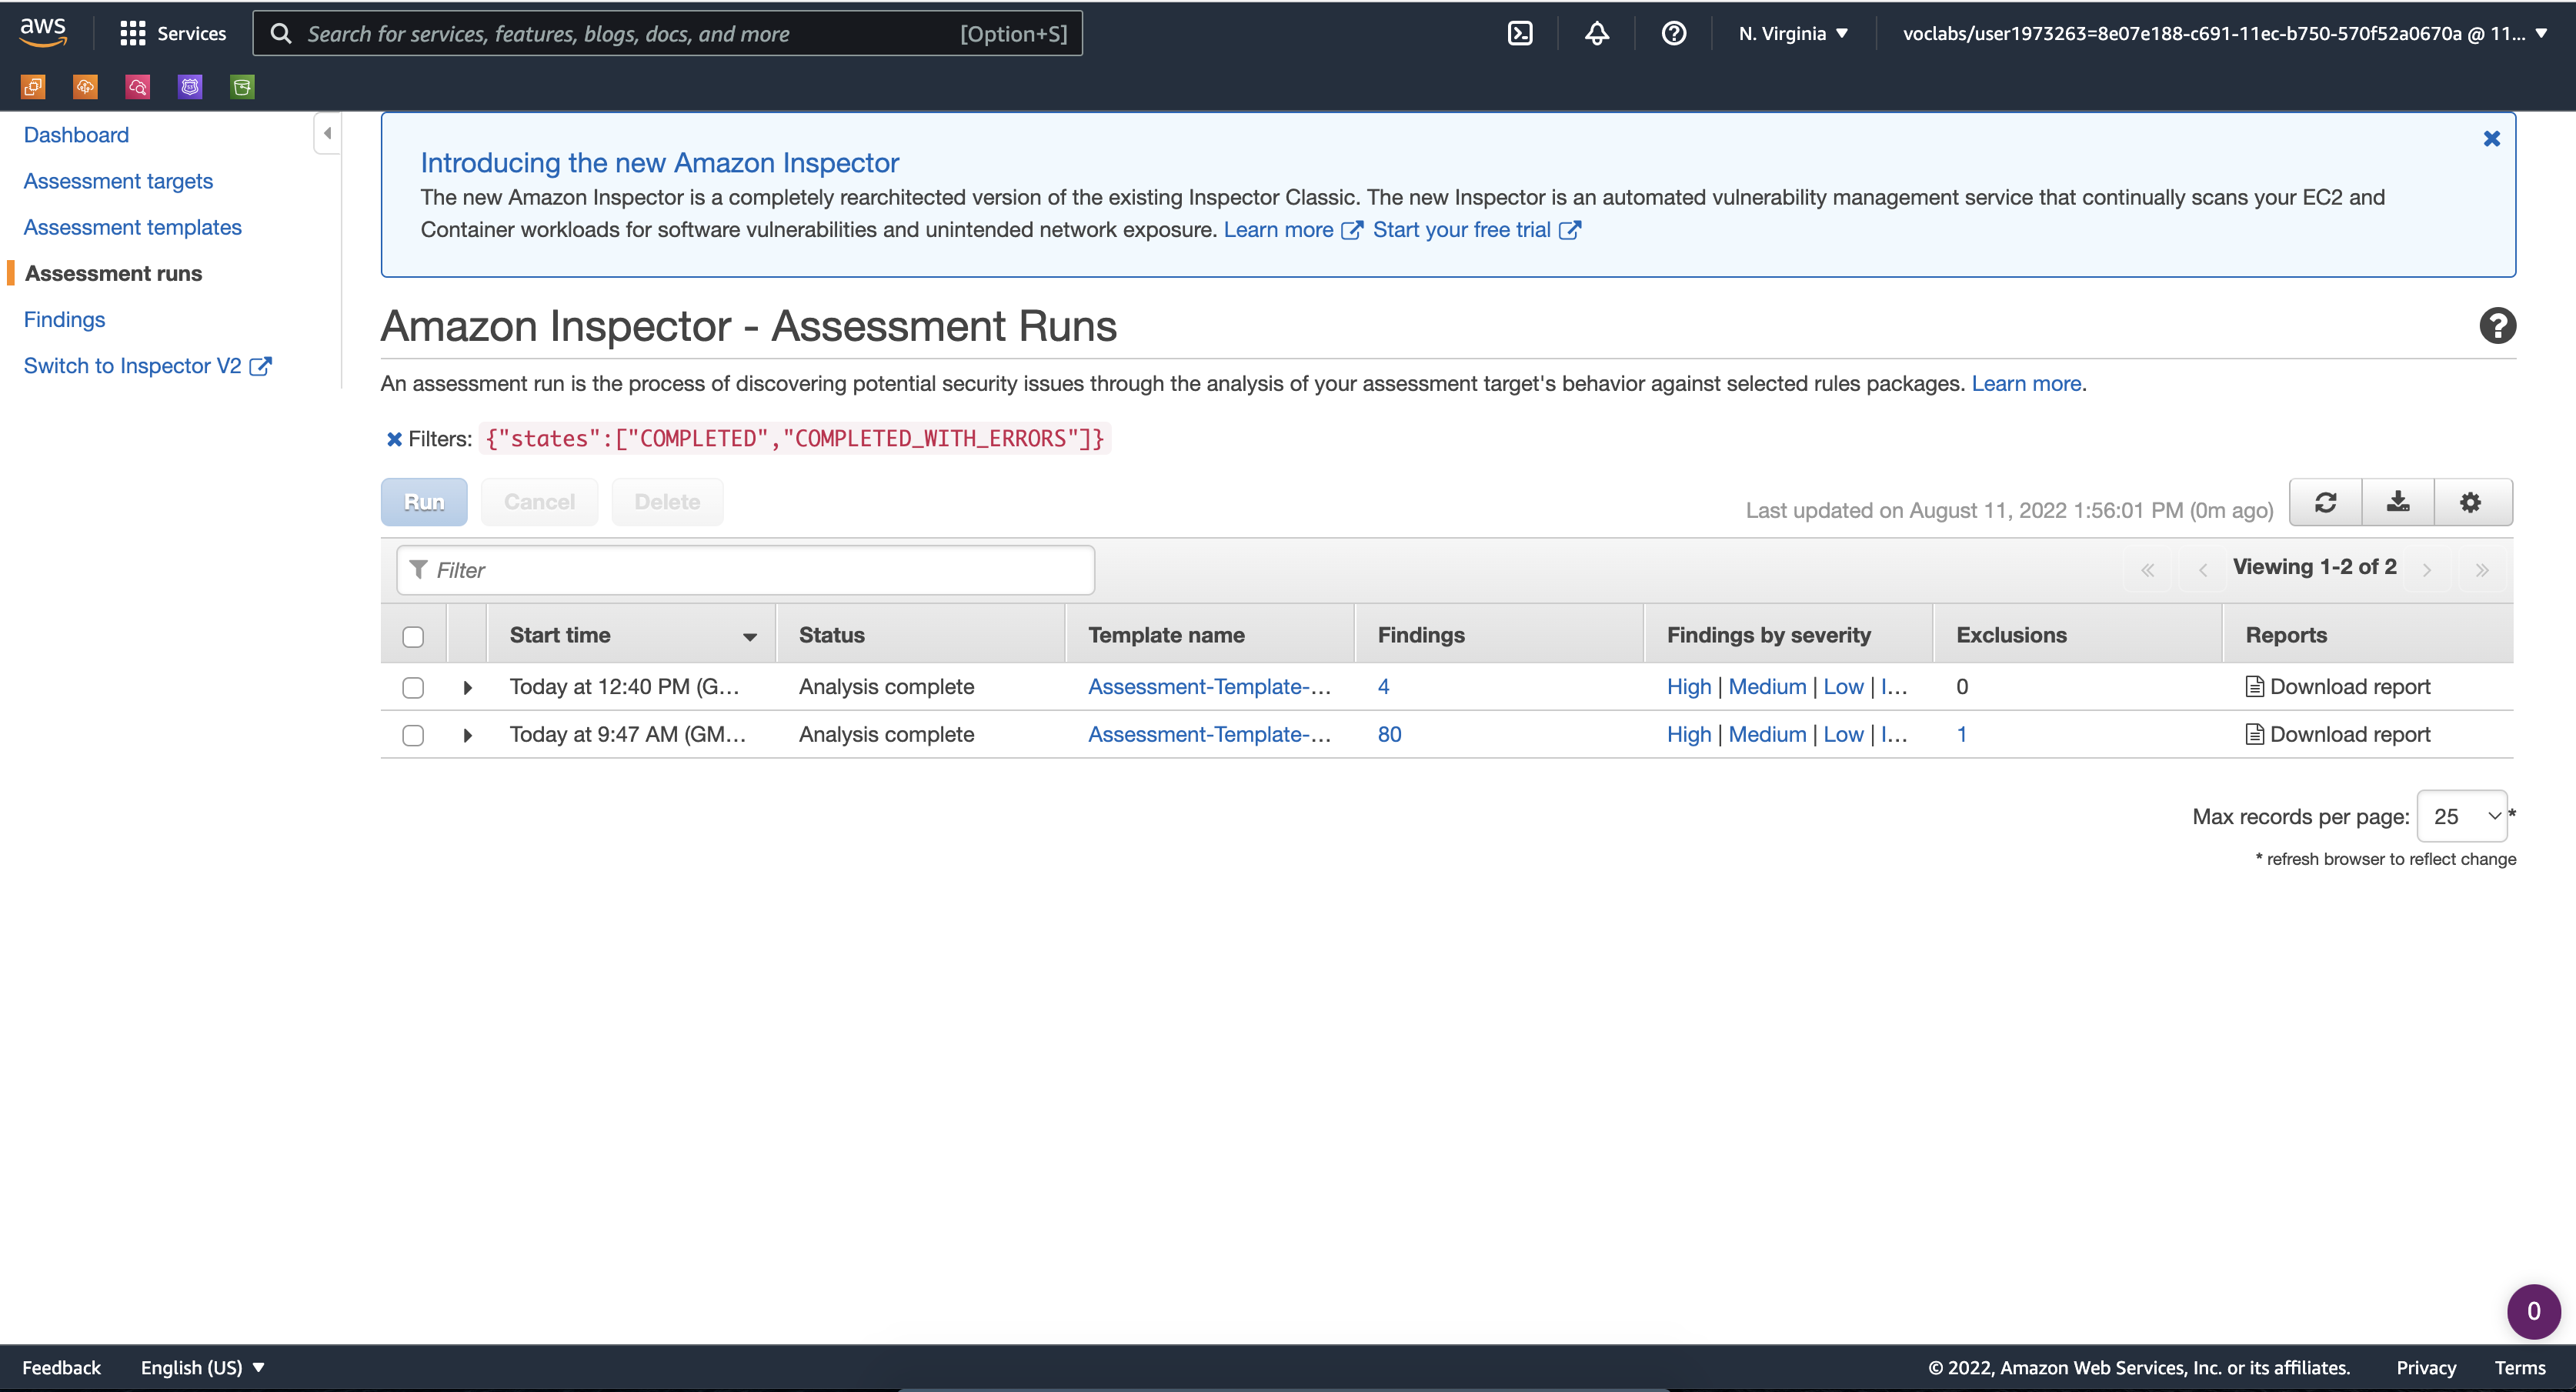 aws
Services
Search for services, features, blogs, docs, and more
[Option+S]
N. Virginia
voclabs/user1973263=8e07e188-c691-11ec-b750-570f52a0670a @ 11...
Dashboard
Assessment targets
Assessment templates
Assessment runs
Findings
Switch to Inspector V2
Introducing the new Amazon Inspector
The new Amazon Inspector is a completely rearchitected version of the existing Inspector Classic. The new Inspector is an automated vulnerability management service that continually scans your EC2 and
Container workloads for software vulnerabilities and unintended network exposure. Learn more Start your free trial
Amazon Inspector - Assessment Runs
An assessment run is the process of discovering potential security issues through the analysis of your assessment target's behavior against selected rules packages. Learn more.
Filters: {"states":["COMPLETED","COMPLETED_WITH_ERRORS"]}
Run Cancel Delete
Last updated on August 11, 2022 1:56:01 PM (0m ago)
Filter
Viewing 1-2 of 2
Start time Status Template name Findings Findings by severity Exclusions Reports
Today at 12:40 PM (G... Analysis complete Assessment-Template-... 4 High | Medium | Low | I... 0 Download report
Today at 9:47 AM (GM... Analysis complete Assessment-Template-... 80 High | Medium | Low | I... 1 Download report
Max records per page: 25 *
* refresh browser to reflect change
0
Feedback English (US)
© 2022, Amazon Web Services, Inc. or its affiliates. Privacy Terms